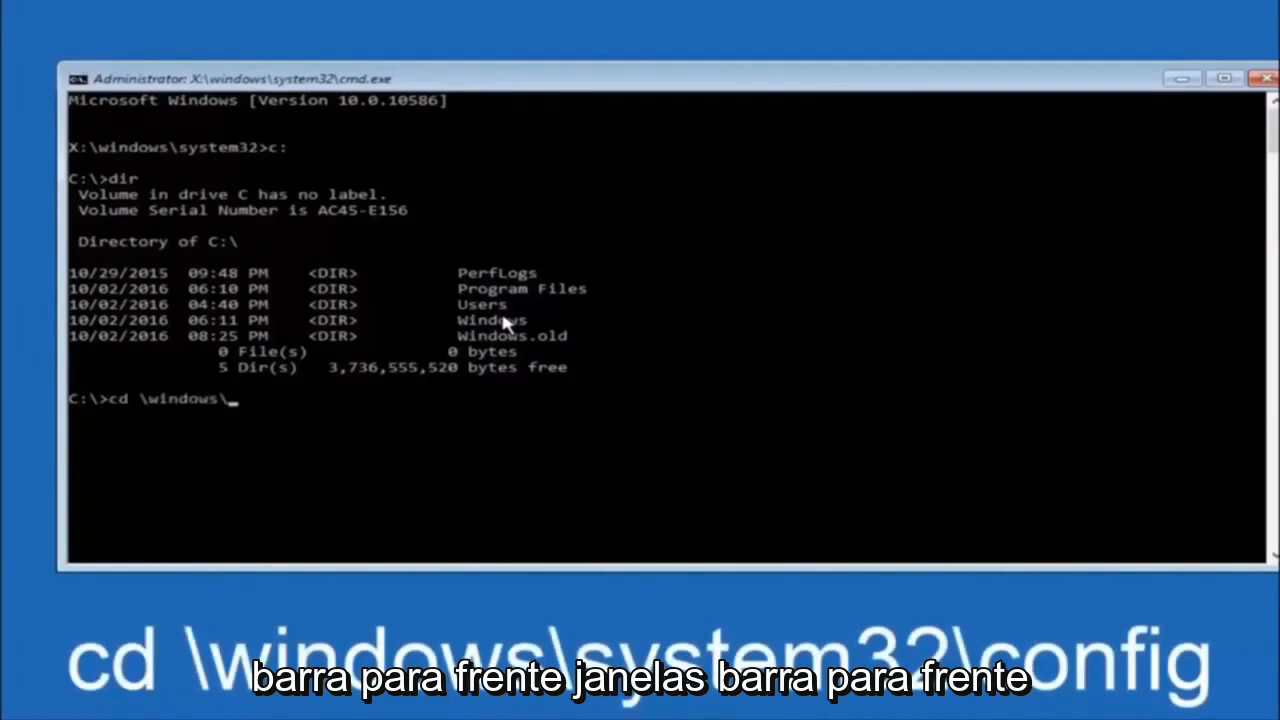 Administrator: X:\windows\system32\cmd.exe
Microsoft Windows [Version 10.0.10586]
X:\windows\system32>c:
C:\>dir
Volume in drive C has no label.
Volume Serial Number is AC45-E156
Directory of C:\
10/29/2015 09:48 PM <DIR> PerfLogs
10/02/2016 06:10 PM <DIR> Program Files
10/02/2016 04:40 PM <DIR> Users
10/02/2016 06:11 PM <DIR> Windows
10/02/2016 08:25 PM <DIR> Windows.old
0 File(s) 0 bytes
5 Dir(s) 3,736,555,520 bytes free
C:\>cd \windows\_
cd \windows\system32\config
barra para frente janelas barra para frente